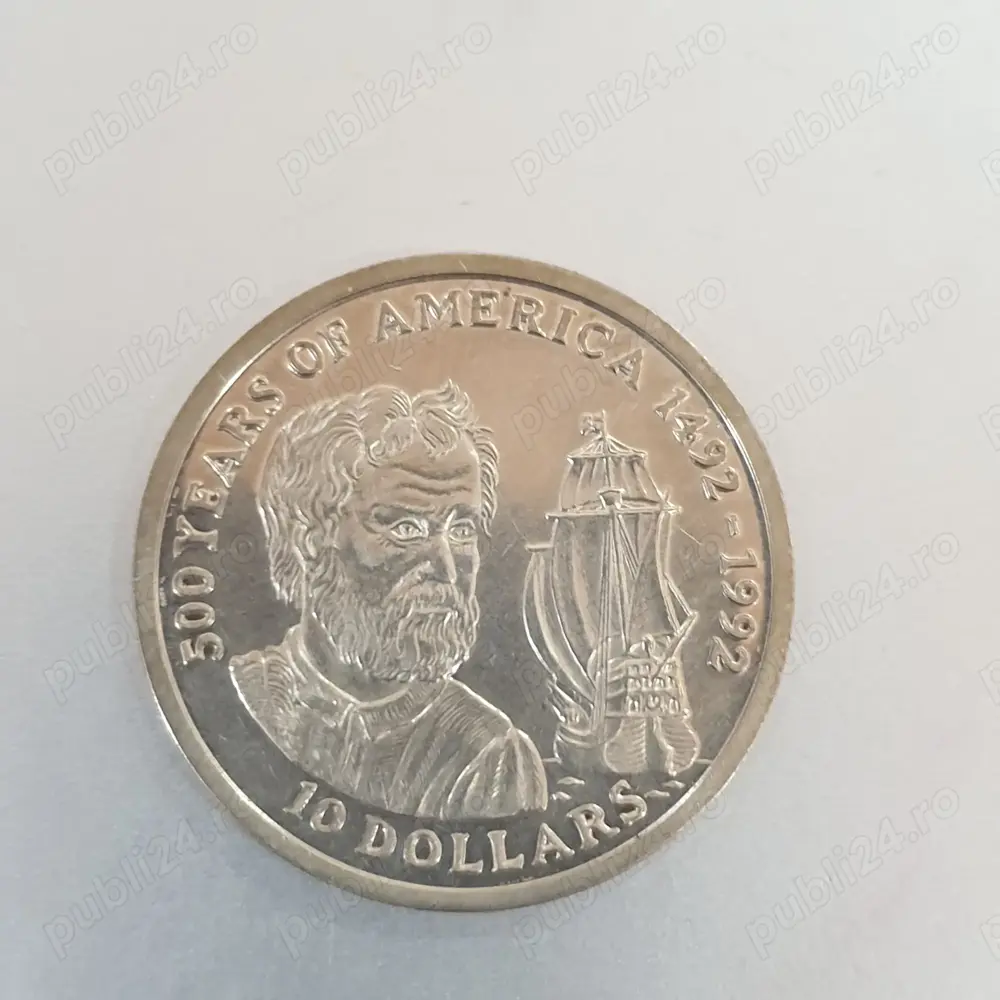 500 YEARS OF AMERICA 1492-1992
10 DOLLARS
publi24.ro